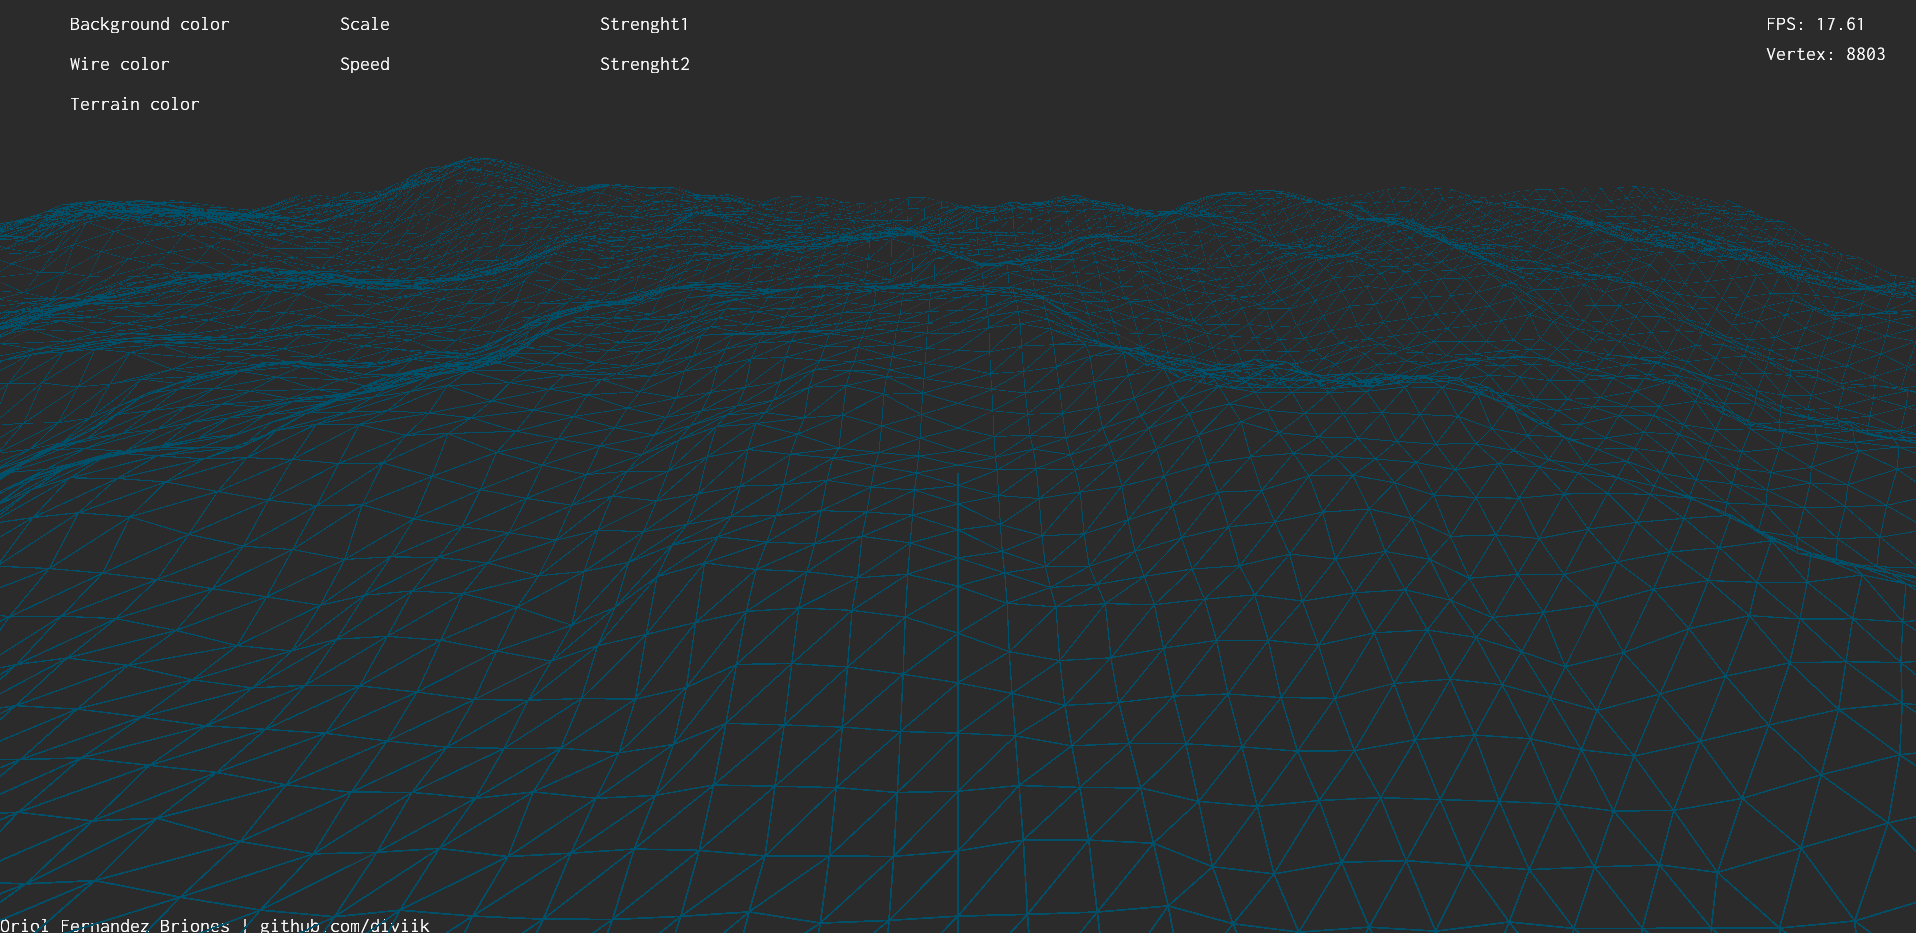 Background color
Scale
Strenght1
FPS: 17.61
Wire color
Speed
Strenght2
Vertex: 8803
Terrain color
Oriol Fernandez Briones | github.com/diviik